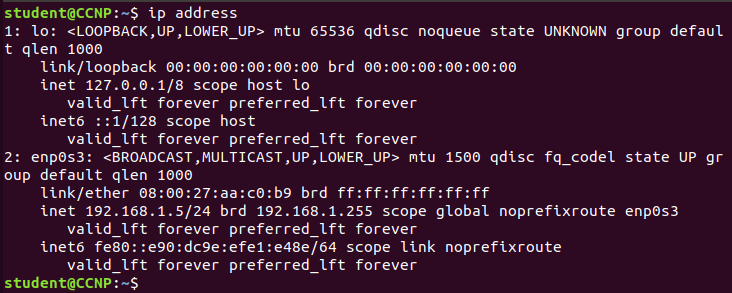 student@CCNP:~$ ip address
1: lo: <LOOPBACK,UP,LOWER_UP> mtu 65536 qdisc noqueue state UNKNOWN group defaul
t qlen 1000
    link/loopback 00:00:00:00:00:00 brd 00:00:00:00:00:00
    inet 127.0.0.1/8 scope host lo
       valid_lft forever preferred_lft forever
    inet6 ::1/128 scope host
       valid_lft forever preferred_lft forever
2: enp0s3: <BROADCAST,MULTICAST,UP,LOWER_UP> mtu 1500 qdisc fq_codel state UP gr
oup default qlen 1000
    link/ether 08:00:27:aa:c0:b9 brd ff:ff:ff:ff:ff:ff
    inet 192.168.1.5/24 brd 192.168.1.255 scope global noprefixroute enp0s3
       valid_lft forever preferred_lft forever
    inet6 fe80::e90:dc9e:efe1:e48e/64 scope link noprefixroute
       valid_lft forever preferred_lft forever
student@CCNP:~$